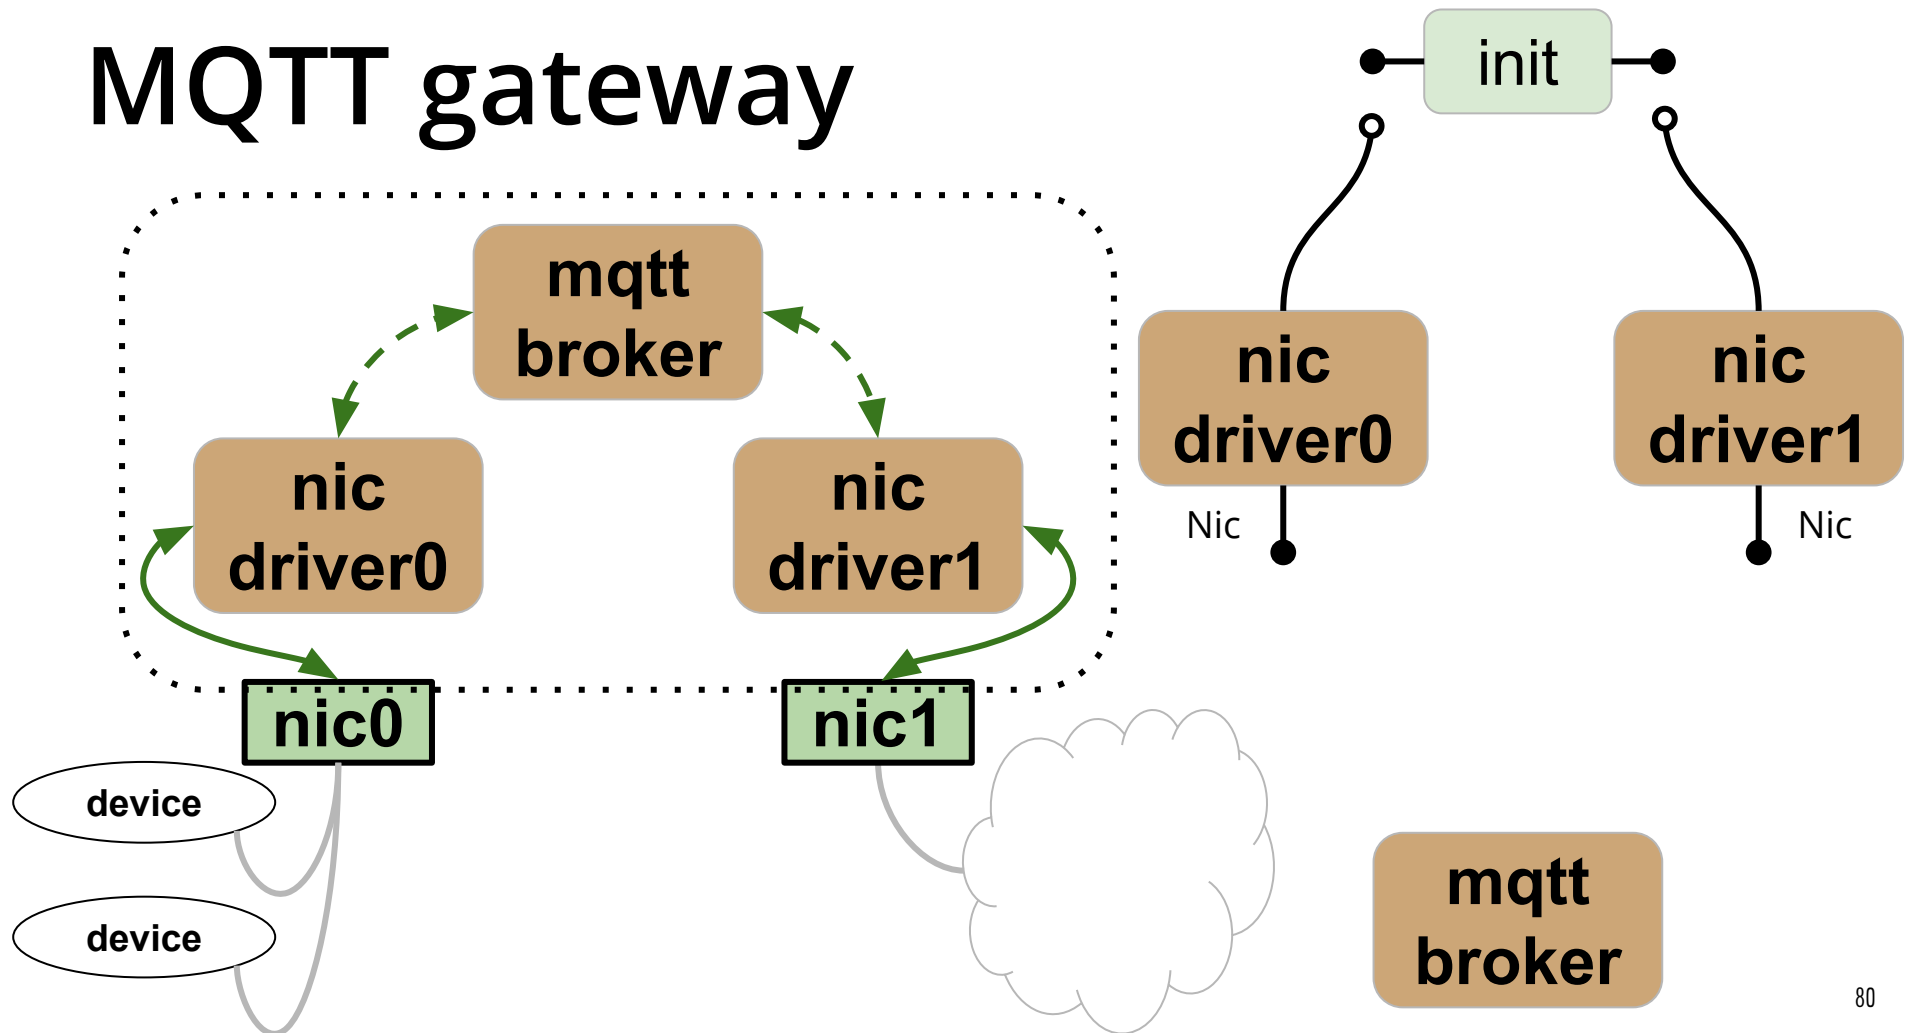 MQTT gateway
init
mqtt
broker
nic
driver0
nic
driver1
nic
driver0
nic
driver1
Nic
Nic
nic0
nic1
device
device
mqtt
broker
80